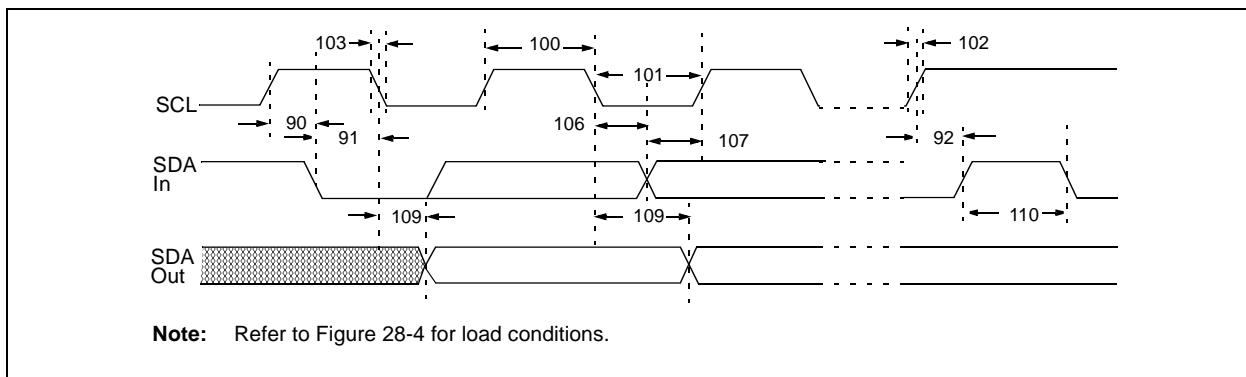 103 100 102
101
SCL
90 106
91 107
92
SDA
In
109 109 110
SDA
Out
Note: Refer to Figure 28-4 for load conditions.